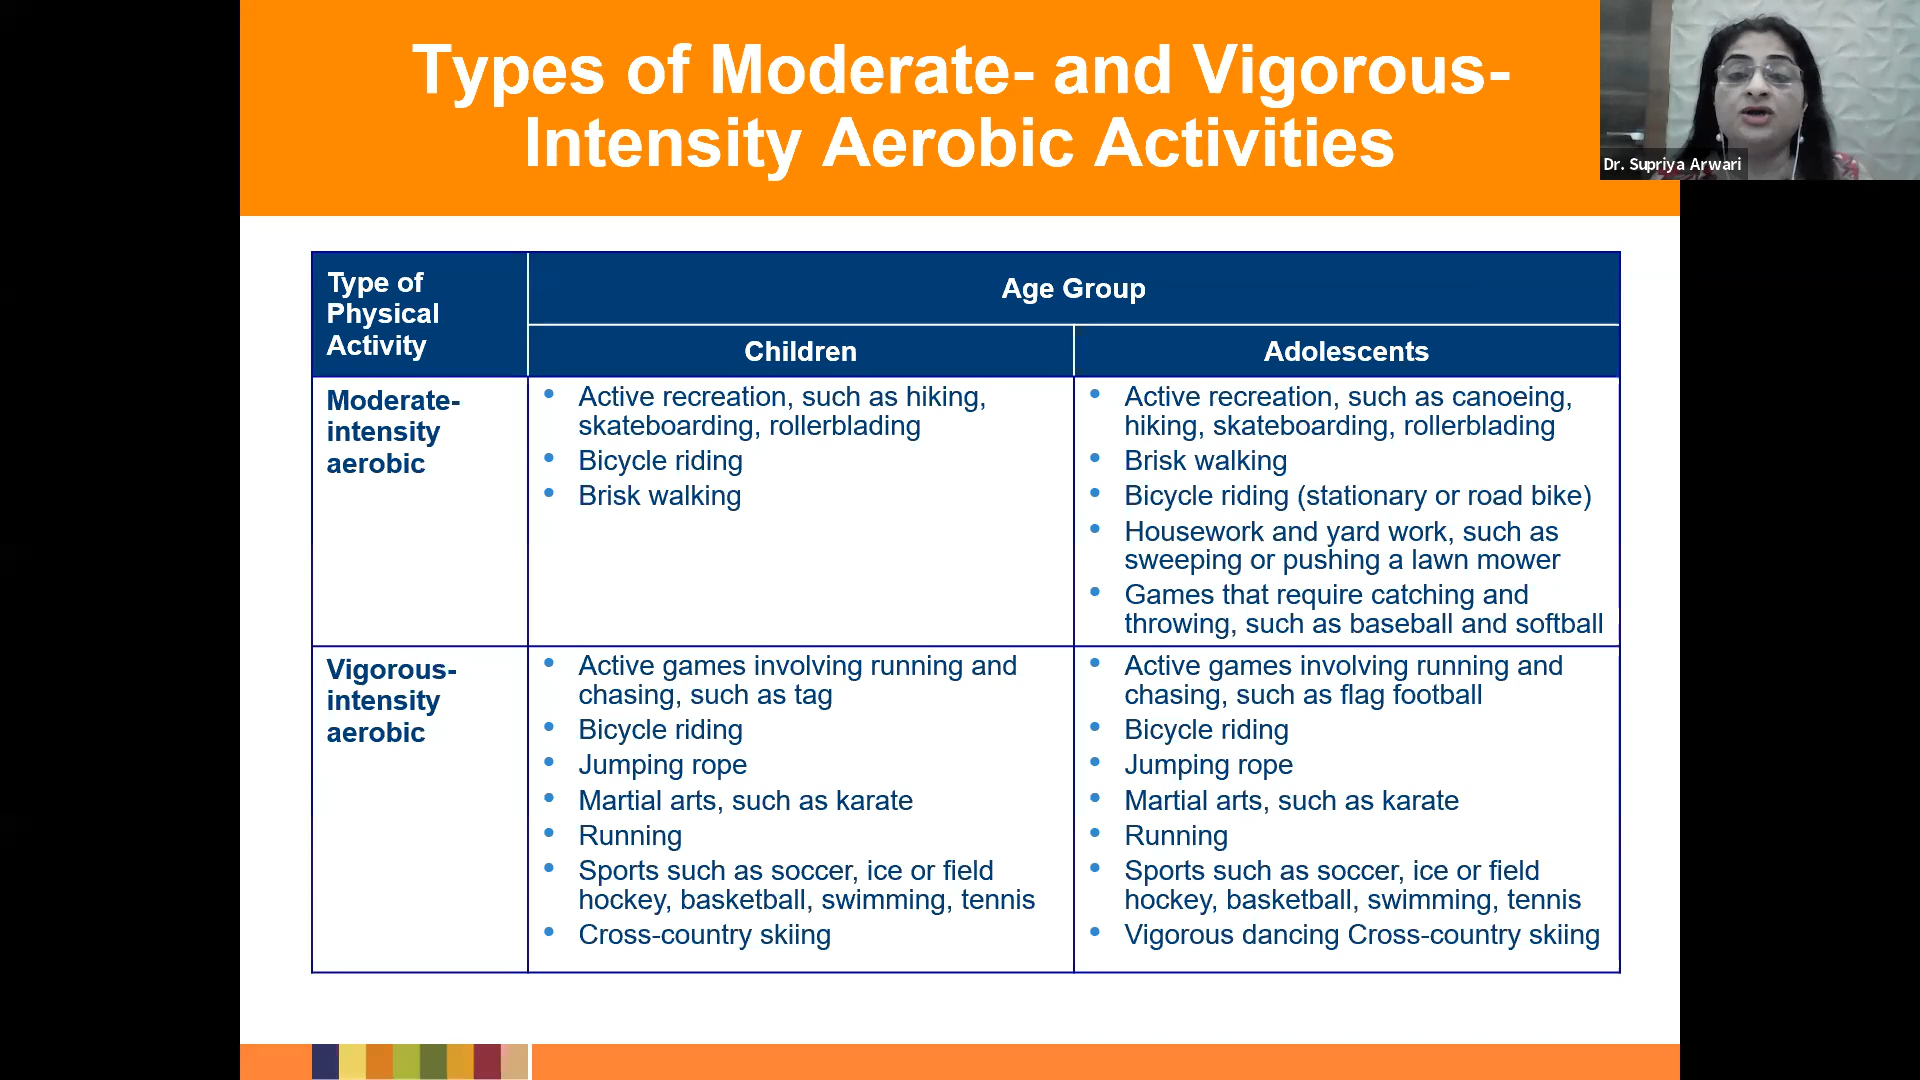 Types of Moderate- and Vigorous-
Intensity Aerobic Activities
Dr. Supriya Arwari
Type of
Physical
Activity
Age Group
Children
Adolescents
Moderate-
intensity
aerobic
• Active recreation, such as hiking,
skateboarding, rollerblading
• Bicycle riding
• Brisk walking
• Active recreation, such as canoeing,
hiking, skateboarding, rollerblading
• Brisk walking
• Bicycle riding (stationary or road bike)
• Housework and yard work, such as
sweeping or pushing a lawn mower
• Games that require catching and
throwing, such as baseball and softball
Vigorous-
intensity
aerobic
• Active games involving running and
chasing, such as tag
• Bicycle riding
• Jumping rope
• Martial arts, such as karate
• Running
• Sports such as soccer, ice or field
hockey, basketball, swimming, tennis
• Cross-country skiing
• Active games involving running and
chasing, such as flag football
• Bicycle riding
• Jumping rope
• Martial arts, such as karate
• Running
• Sports such as soccer, ice or field
hockey, basketball, swimming, tennis
• Vigorous dancing Cross-country skiing